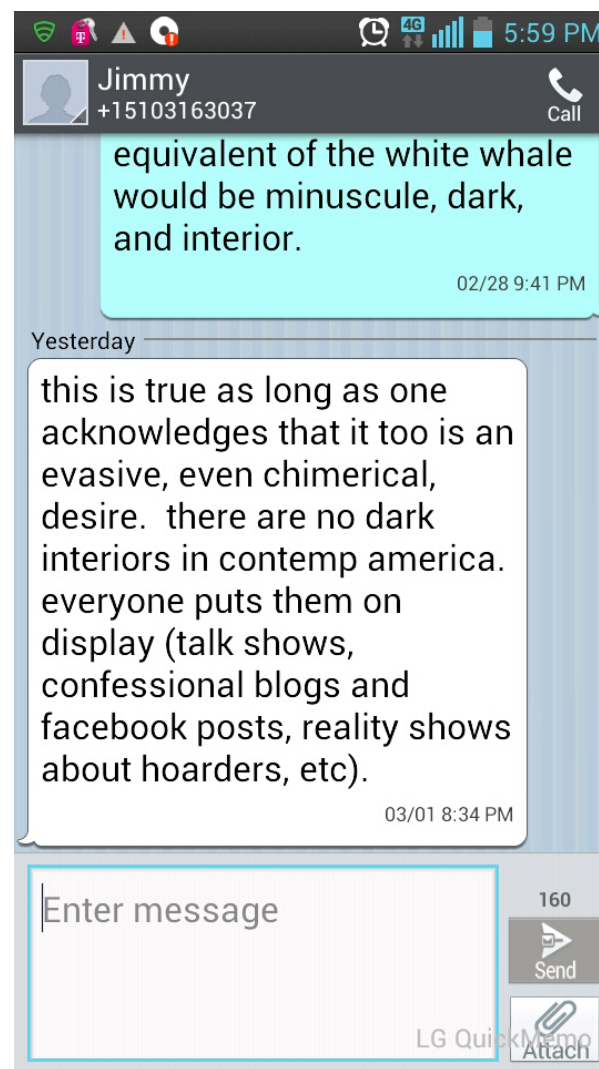 4G 5:59 PM
Jimmy
+15103163037
Call
equivalent of the white whale
would be minuscule, dark,
and interior.
02/28 9:41 PM
Yesterday
this is true as long as one
acknowledges that it too is an
evasive, even chimerical,
desire. there are no dark
interiors in contemp america.
everyone puts them on
display (talk shows,
confessional blogs and
facebook posts, reality shows
about hoarders, etc).
03/01 8:34 PM
Enter message
160
Send
LG QuickMemo
Attach